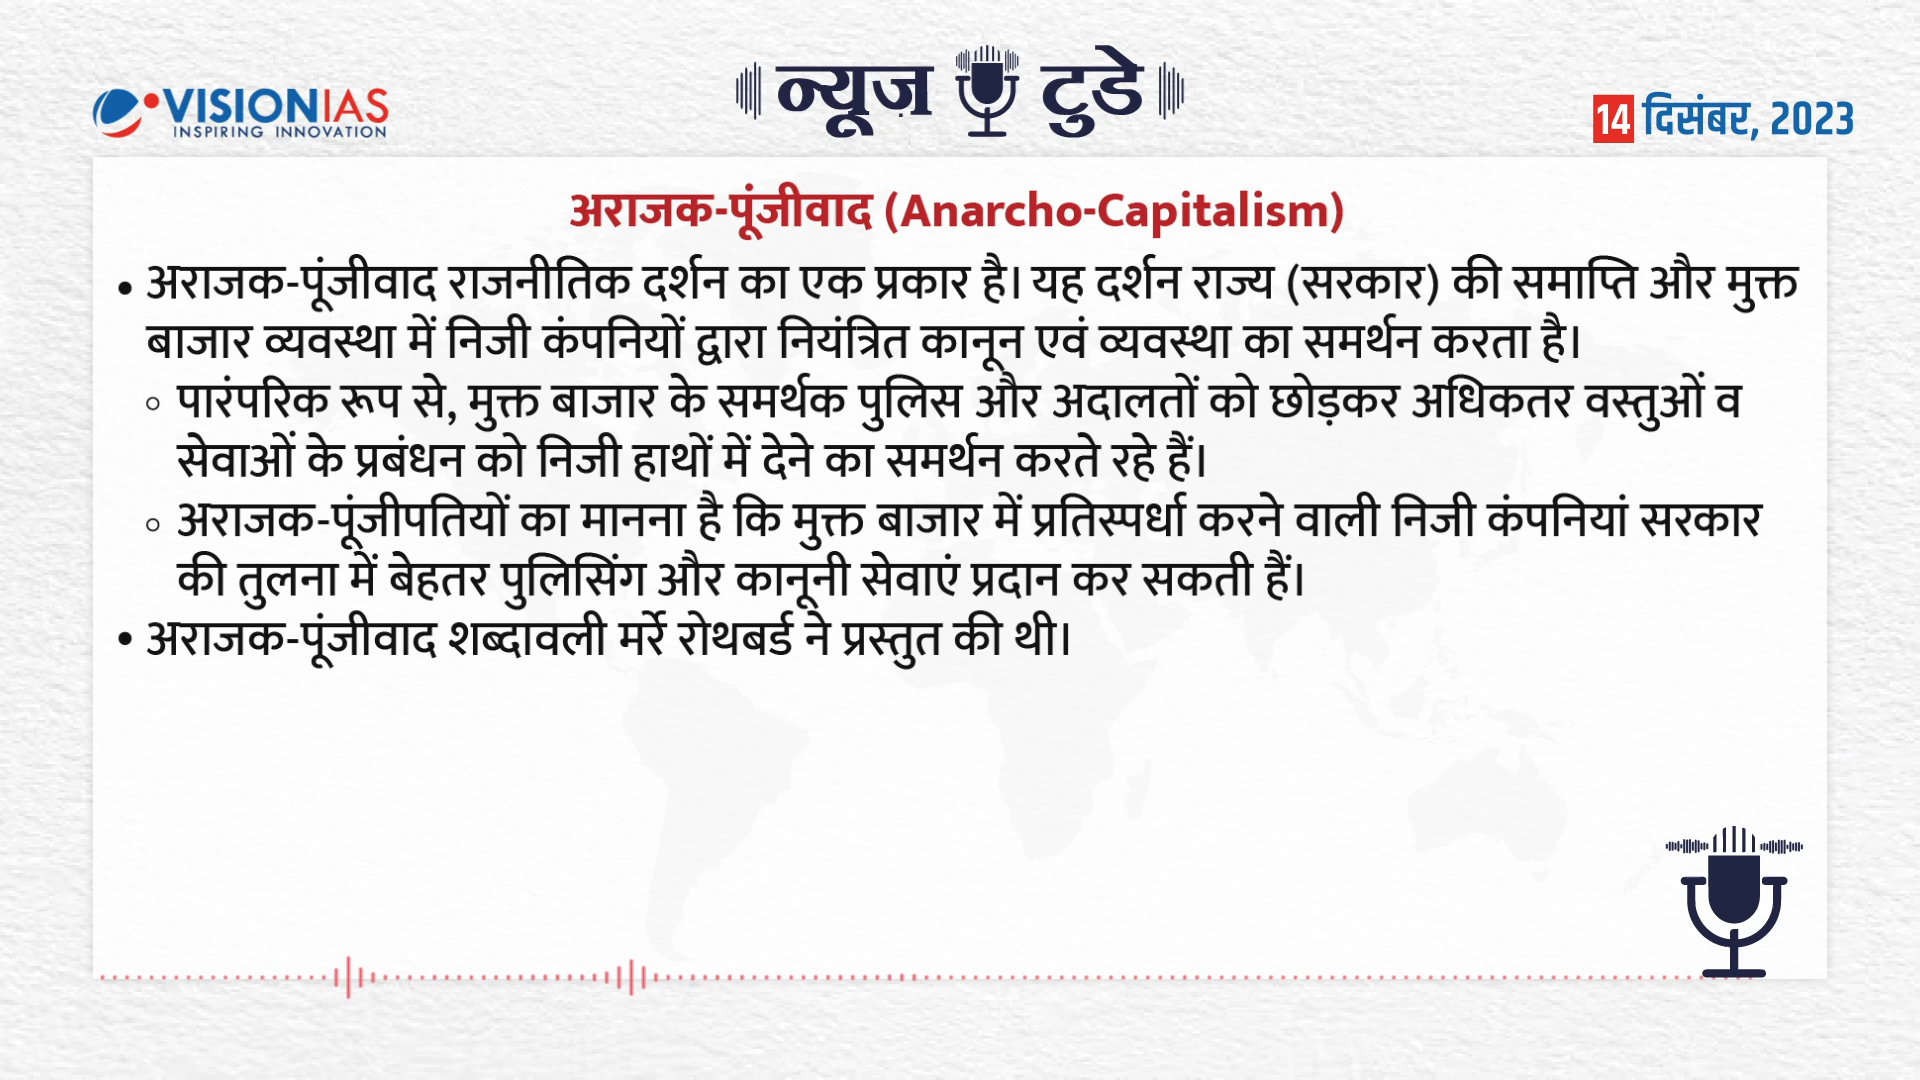 VISIONIAS
INSPIRING INNOVATION
न्यूज़ टुडे
14 दिसंबर, 2023
अराजक-पूंजीवाद (Anarcho-Capitalism)
• अराजक-पूंजीवाद राजनीतिक दर्शन का एक प्रकार है। यह दर्शन राज्य (सरकार) की समाप्ति और मुक्त
बाजार व्यवस्था में निजी कंपनियों द्वारा नियंत्रित कानून एवं व्यवस्था का समर्थन करता है।
◦ पारंपरिक रूप से, मुक्त बाजार के समर्थक पुलिस और अदालतों को छोड़कर अधिकतर वस्तुओं व
सेवाओं के प्रबंधन को निजी हाथों में देने का समर्थन करते रहे हैं।
◦ अराजक-पूंजीपतियों का मानना है कि मुक्त बाजार में प्रतिस्पर्धा करने वाली निजी कंपनियां सरकार
की तुलना में बेहतर पुलिसिंग और कानूनी सेवाएं प्रदान कर सकती हैं।
• अराजक-पूंजीवाद शब्दावली मर्रे रोथबर्ड ने प्रस्तुत की थी।